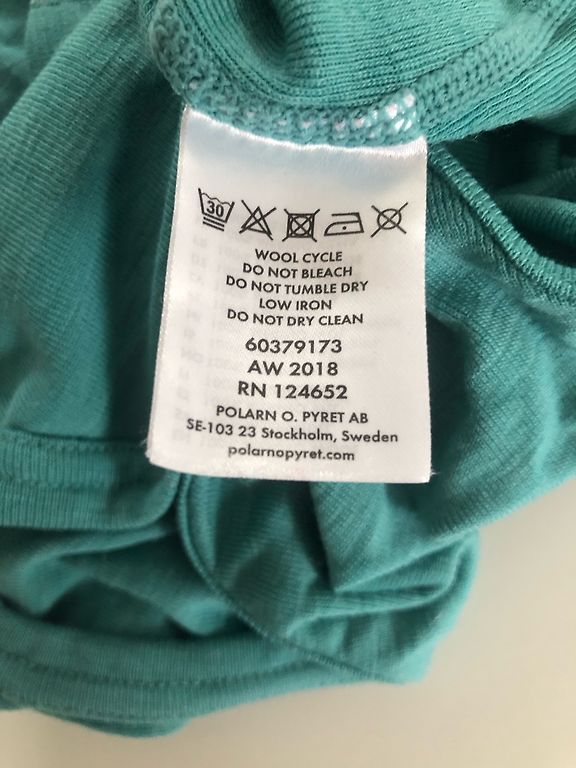 30
WOOL CYCLE
DO NOT BLEACH
DO NOT TUMBLE DRY
LOW IRON
DO NOT DRY CLEAN
60379173
AW 2018
RN 124652
POLARN O. PYRET AB
SE-103 23 Stockholm, Sweden
polarnopyret.com